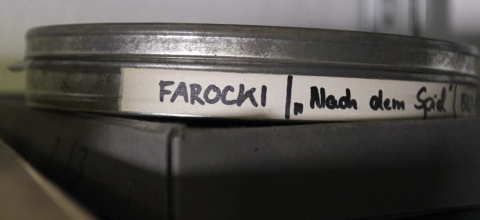 FAROCKI | „Nach dem Spiel" |